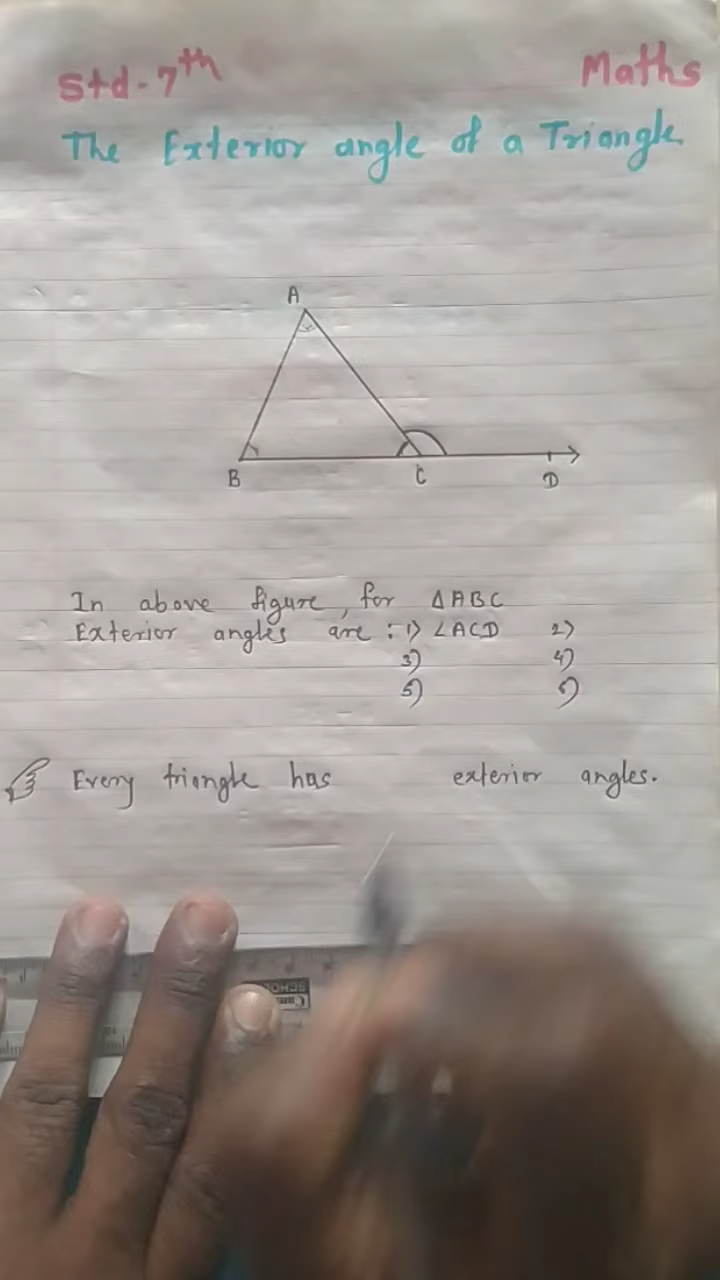 Std - 7th Maths
The Exterior angle of a Triangle
A
B C D
In above figure, for ΔABC
Exterior angles are :- 1) ∠ACD 2)
3) 4)
5) 6)
Every triangle has exterior angles.